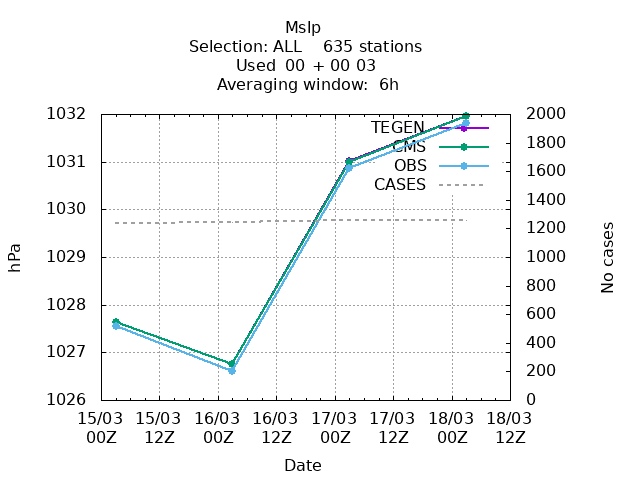 Mslp
Selection: ALL    635 stations
Used  00  + 00 03
Averaging window:  6h
1032
1031
1030
1029
1028
1027
1026
hPa
2000
1800
1600
1400
1200
1000
800
600
400
200
0
No cases
TEGEN
CMS
OBS
CASES
15/03 15/03 16/03 16/03 17/03 17/03 18/03 18/03
00Z 12Z 00Z 12Z 00Z 12Z 00Z 12Z
Date